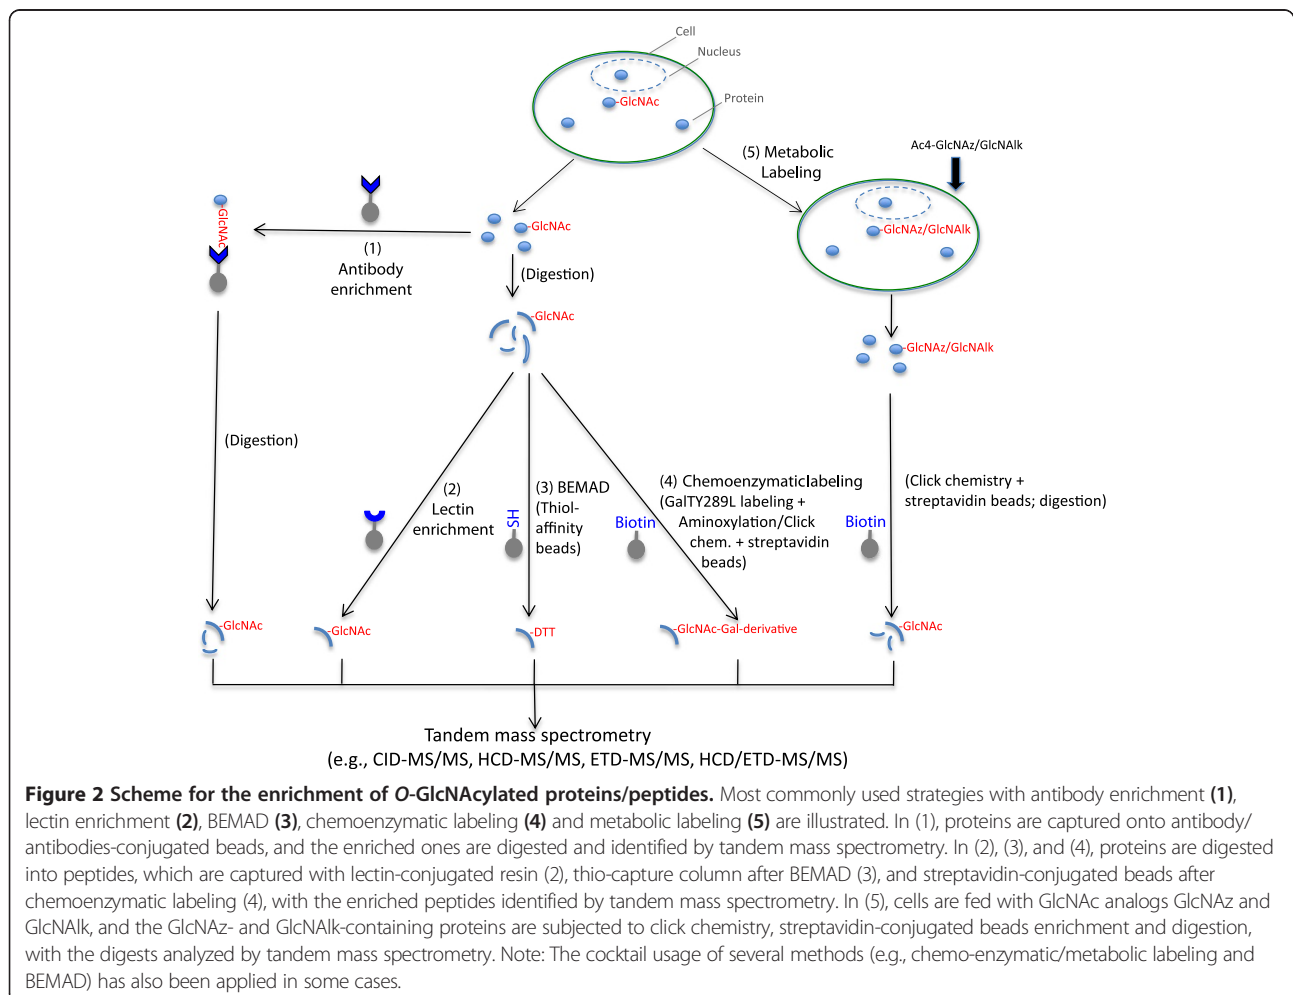 Cell
Nucleus
-GlcNAc
Protein
(5) Metabolic
Labeling
Ac4-GlcNAz/GlcNAlk
-GlcNAz/GlcNAlk
-GlcNAc
-GlcNAc
(1)
Antibody
enrichment
(Digestion)
-GlcNAc
-GlcNAz/GlcNAlk
(Digestion)
(2)
Lectin
enrichment
SH
(3) BEMAD
(Thiol-
affinity
beads)
Biotin
(4) Chemoenzymaticlabeling
(GalTY289L labeling +
Aminoxylation/Click
chem. + streptavidin
beads)
Biotin
(Click chemistry +
streptavidin beads; digestion)
-GlcNAc
-GlcNAc
-DTT
-GlcNAc-Gal-derivative
-GlcNAc
Tandem mass spectrometry
(e.g., CID-MS/MS, HCD-MS/MS, ETD-MS/MS, HCD/ETD-MS/MS)
Figure 2 Scheme for the enrichment of O-GlcNAcylated proteins/peptides. Most commonly used strategies with antibody enrichment (1),
lectin enrichment (2), BEMAD (3), chemoenzymatic labeling (4) and metabolic labeling (5) are illustrated. In (1), proteins are captured onto antibody/
antibodies-conjugated beads, and the enriched ones are digested and identified by tandem mass spectrometry. In (2), (3), and (4), proteins are digested
into peptides, which are captured with lectin-conjugated resin (2), thio-capture column after BEMAD (3), and streptavidin-conjugated beads after
chemoenzymatic labeling (4), with the enriched peptides identified by tandem mass spectrometry. In (5), cells are fed with GlcNAc analogs GlcNAz and
GlcNAlk, and the GlcNAz- and GlcNAlk-containing proteins are subjected to click chemistry, streptavidin-conjugated beads enrichment and digestion,
with the digests analyzed by tandem mass spectrometry. Note: The cocktail usage of several methods (e.g., chemo-enzymatic/metabolic labeling and
BEMAD) has also been applied in some cases.